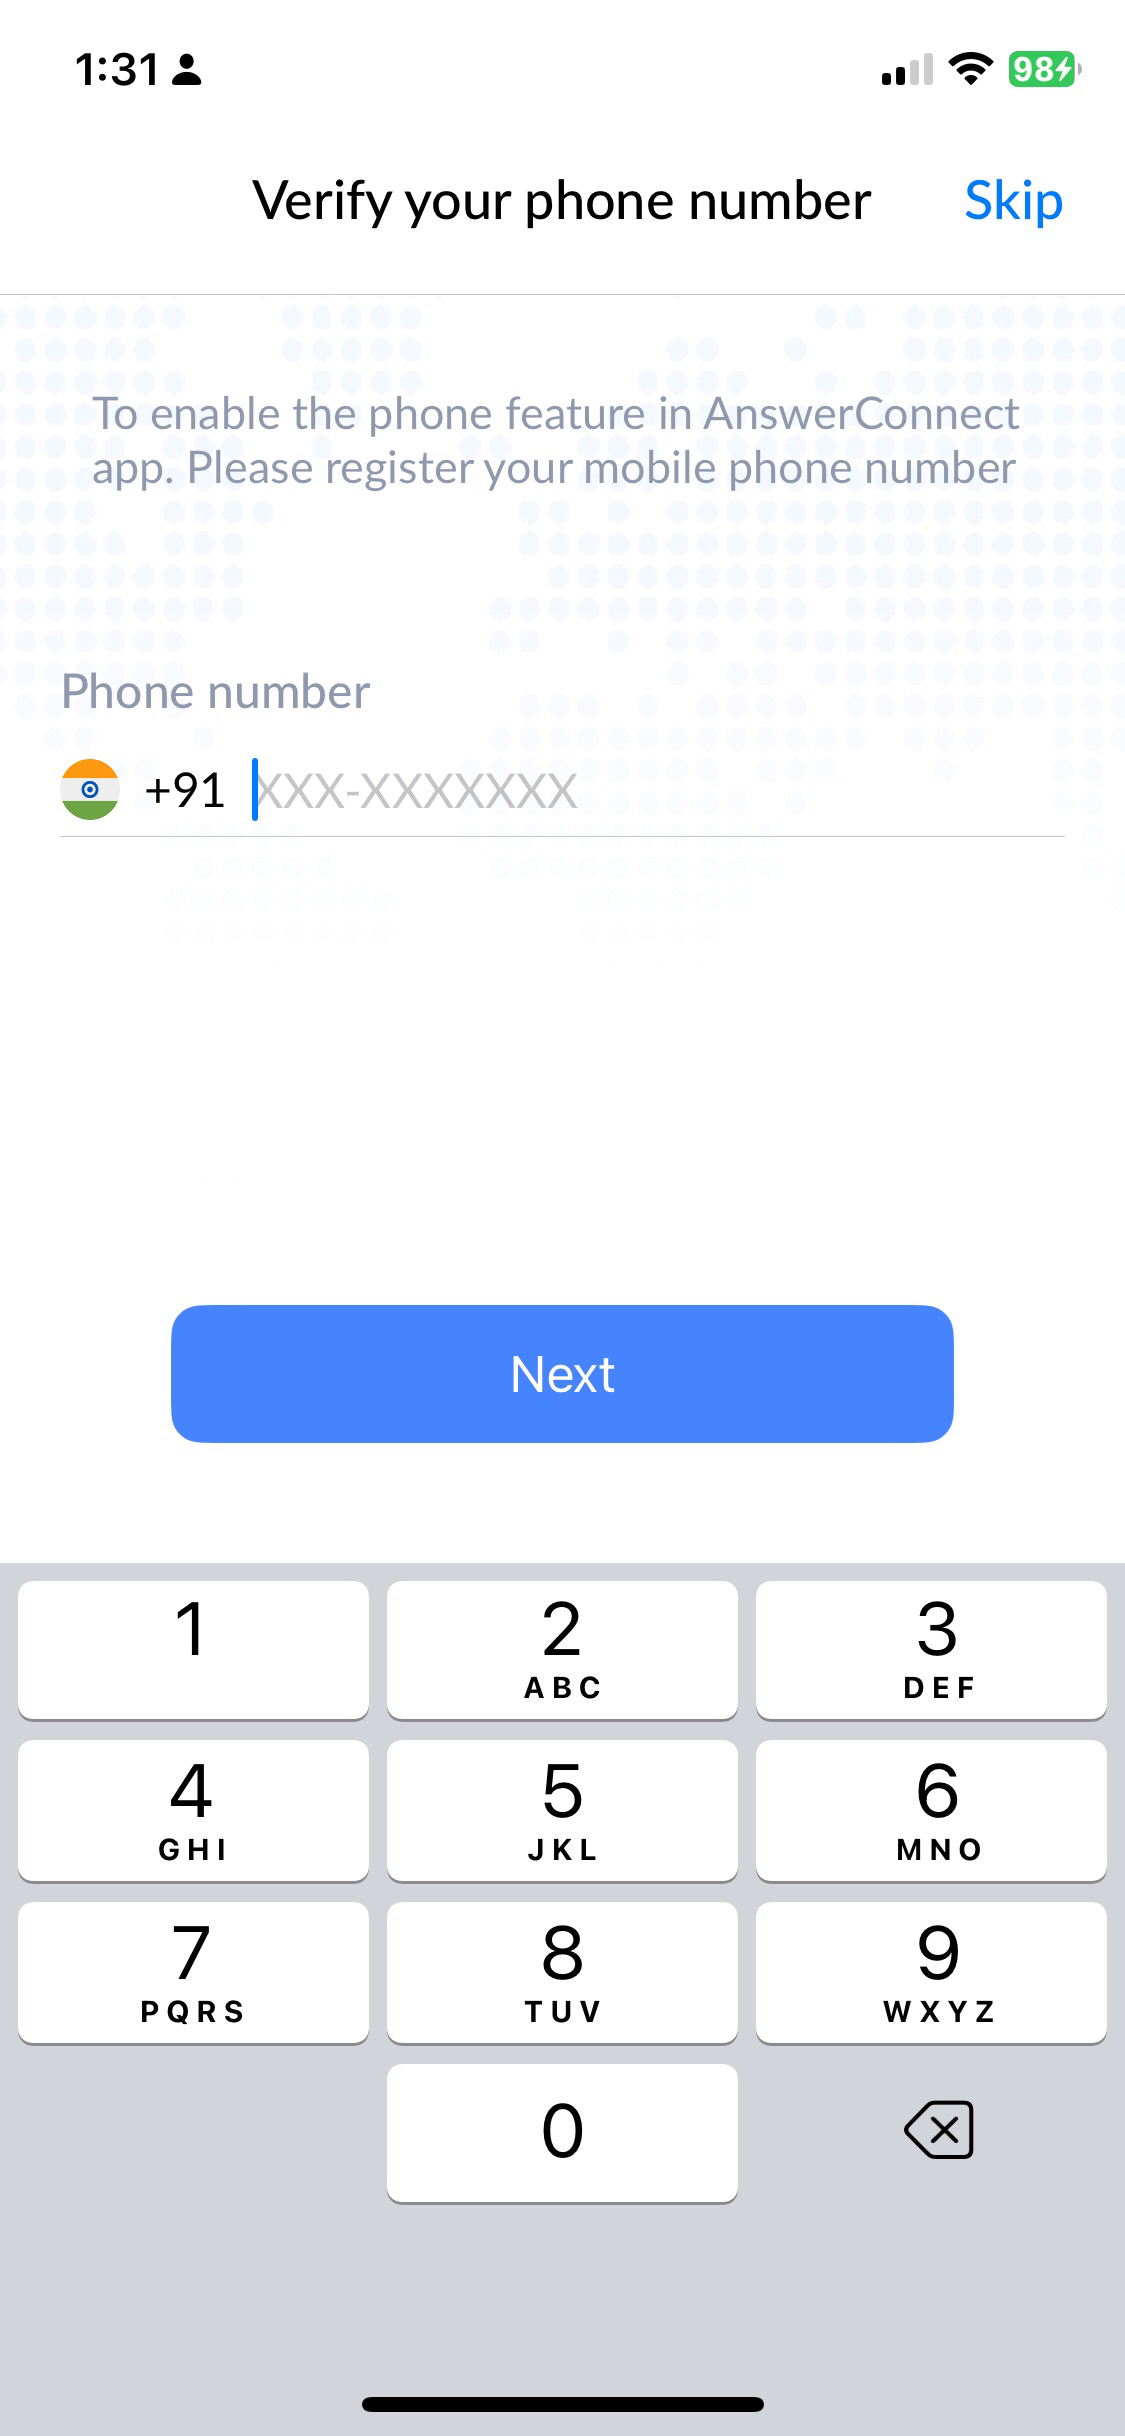 1:31
98
Verify your phone number
Skip
To enable the phone feature in AnswerConnect
app. Please register your mobile phone number
Phone number
+91 XXX-XXXXXXX
Next
1
2
ABC
3
DEF
4
GHI
5
JKL
6
MNO
7
PQRS
8
TUV
9
WXYZ
0